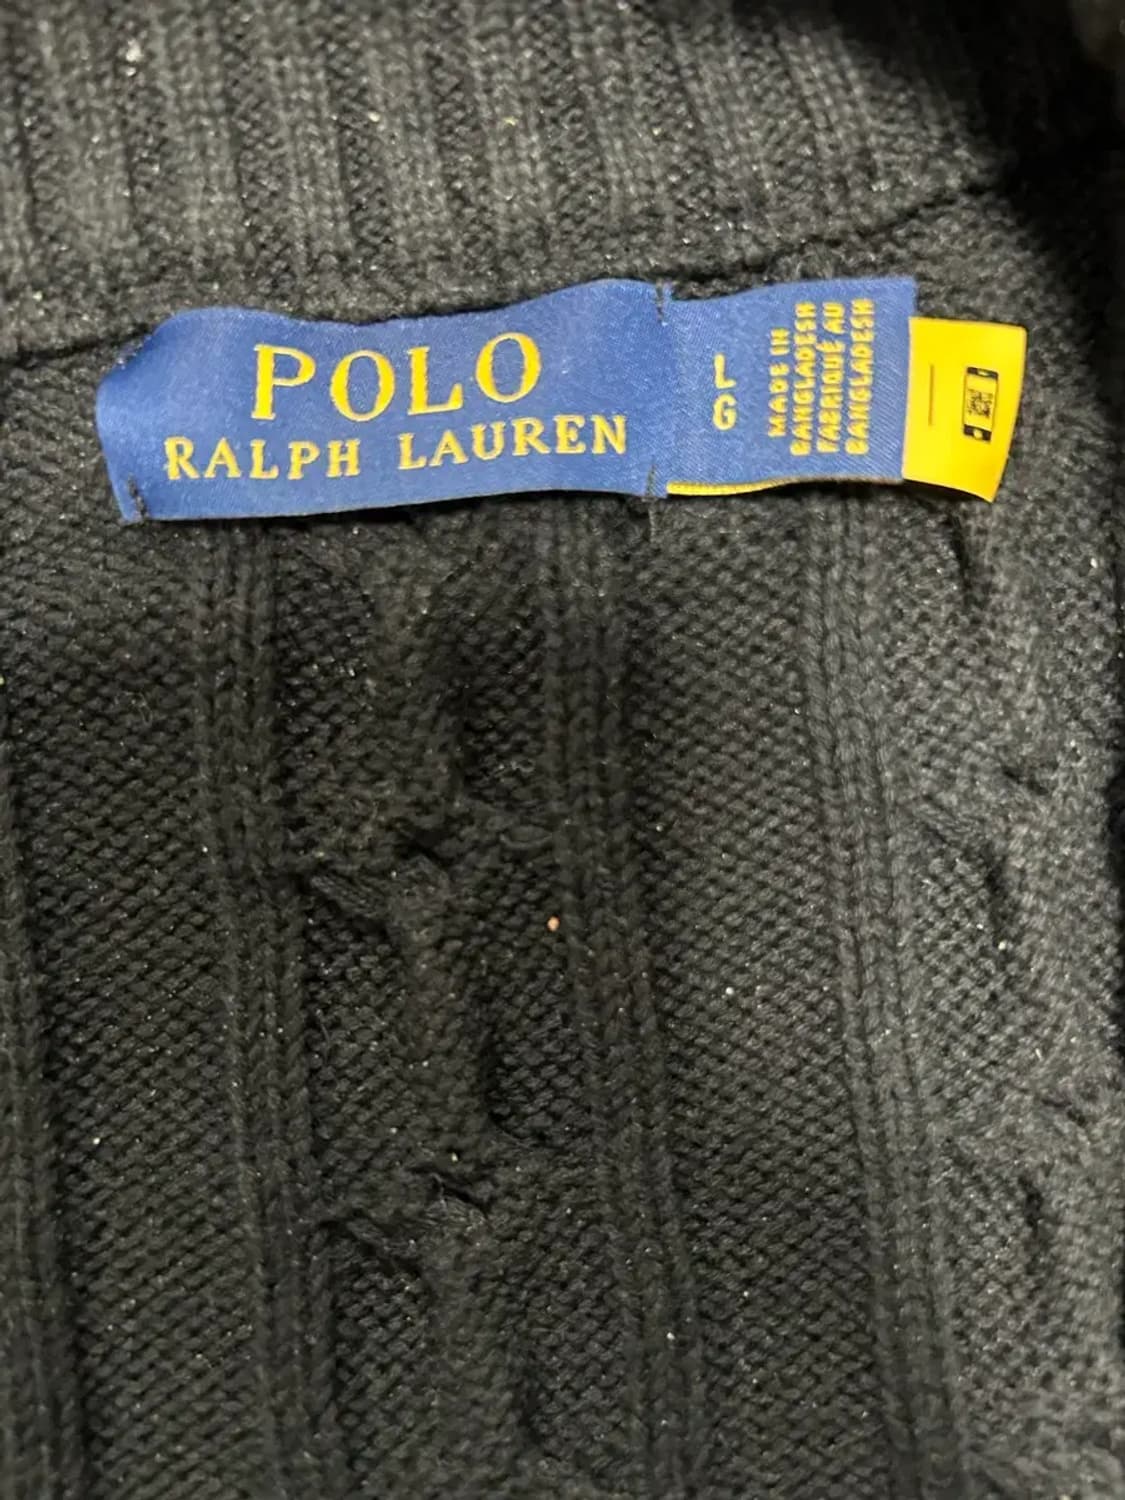 POLO
RALPH LAUREN
L
G
MADE IN
BANGLADESH
FABRIQUÉ AU
BANGLADESH